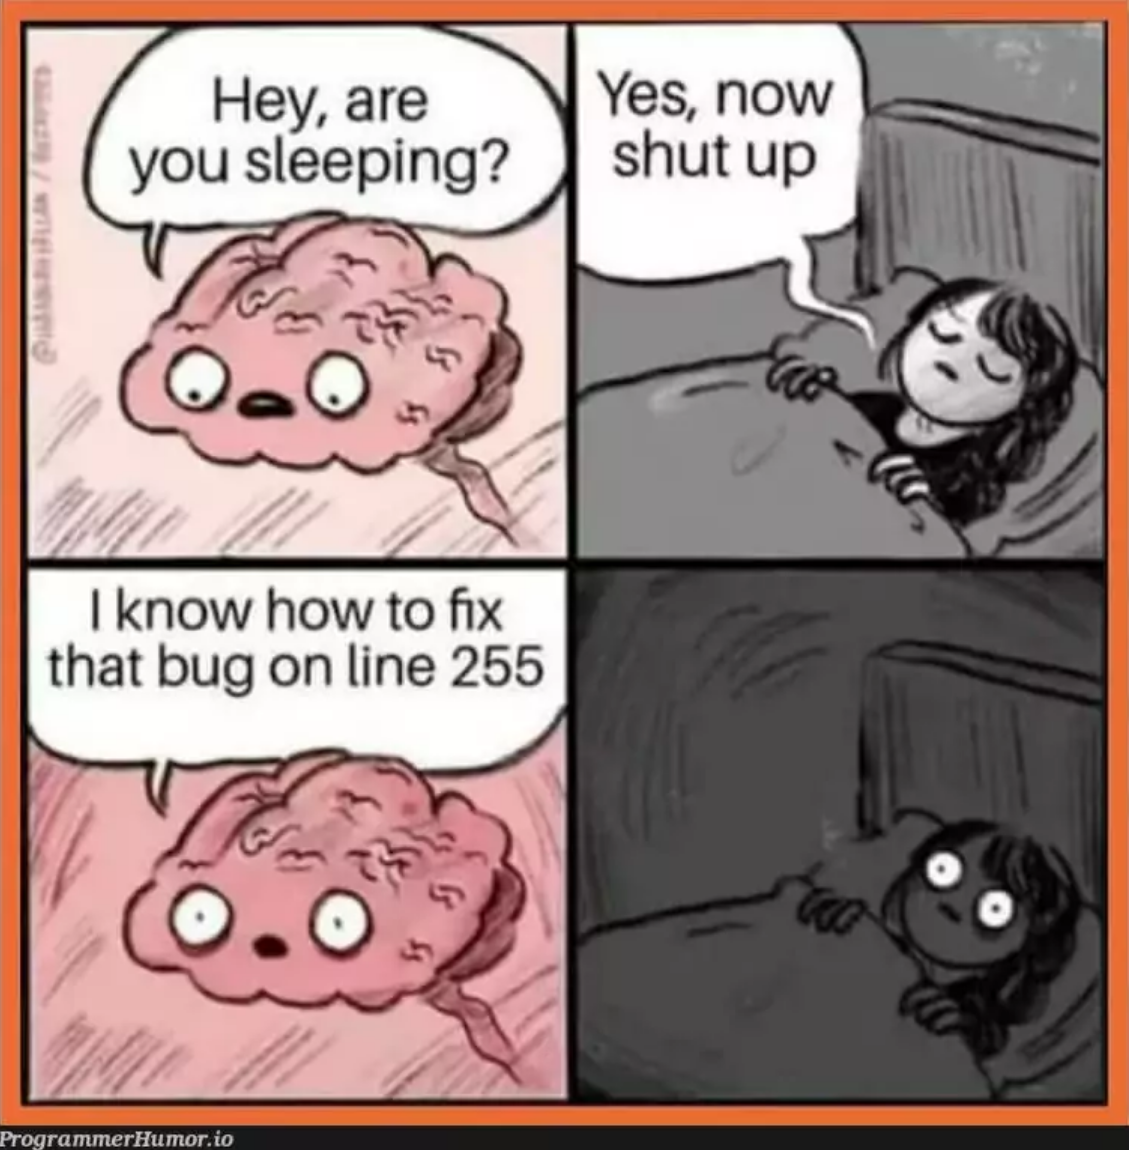 Hey, are
you sleeping?
Yes, now
shut up
I know how to fix
that bug on line 255
ProgrammerHumor.io